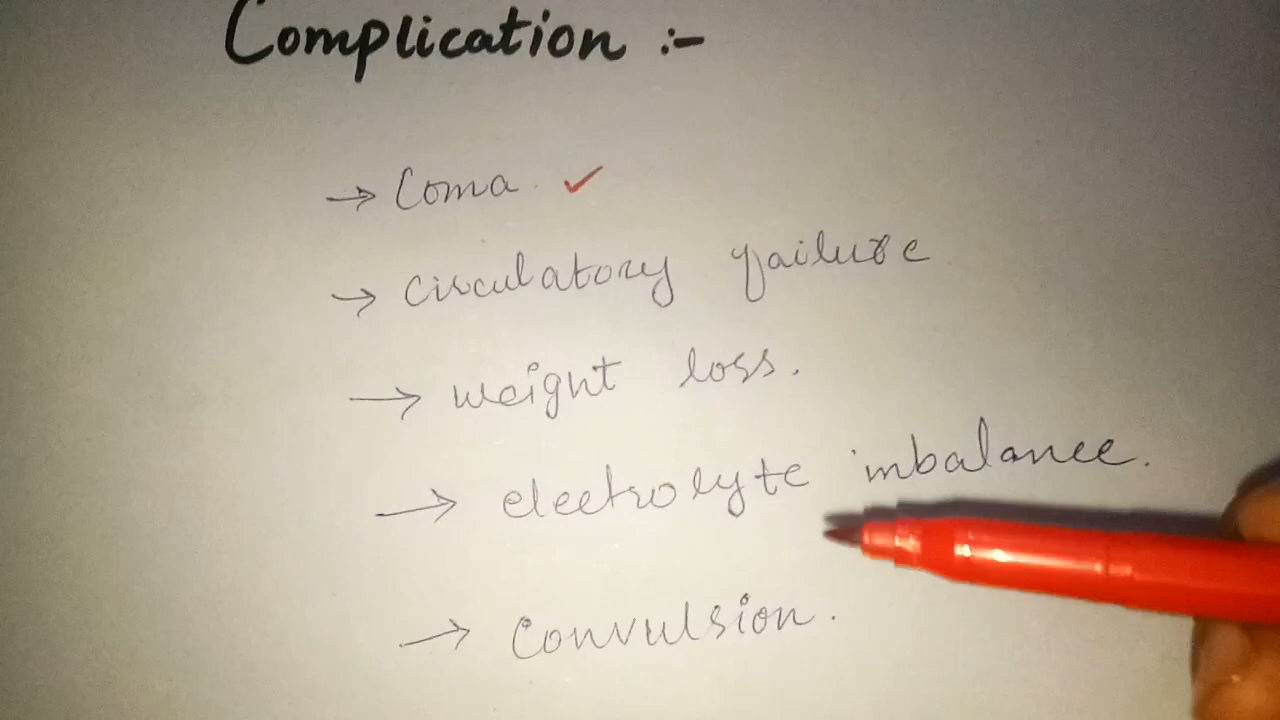 Complication :-
→ Coma ✓
→ circulatory failure
→ weight loss.
→ electrolyte imbalance.
→ Convulsion.